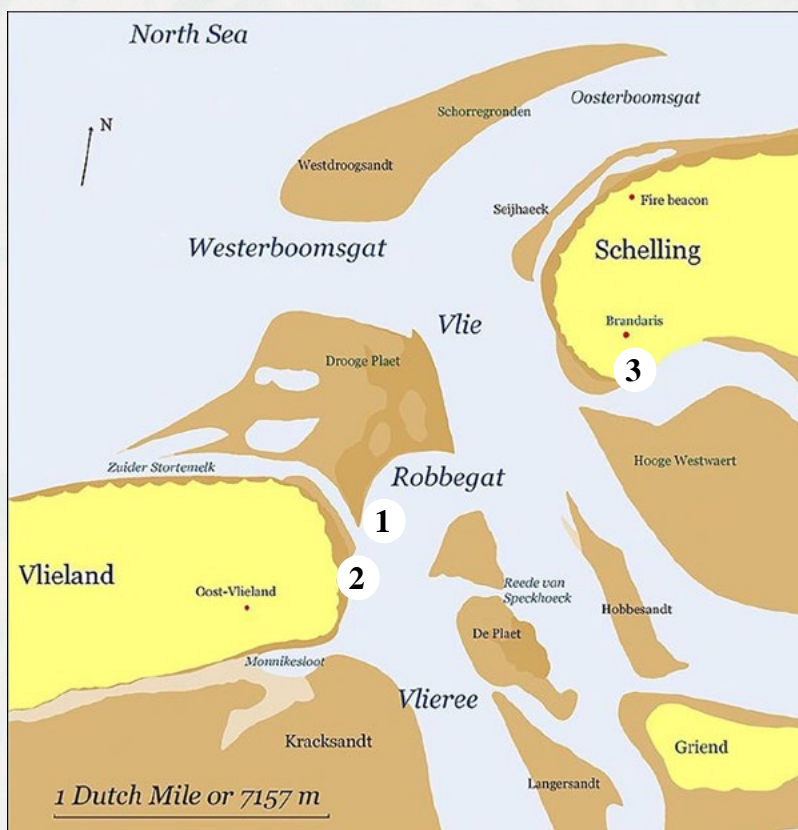 North Sea
Oosterboomsgat
Schorregronden
N
Westdroogsandt
Fire beacon
Seijhaeck
Westerboomsgat
Schelling
Vlie
Brandaris
Drooge Plaet
3
Hooge Westwaert
Zuider Stortemelk
Robbegat
1
Vlieland
2
Oost-Vlieland
Reede van
Speckhoeck
Hobbesandt
De Plaet
Monnikesloot
Vlieree
Kracksandt
Griend
Langersandt
1 Dutch Mile or 7157 m